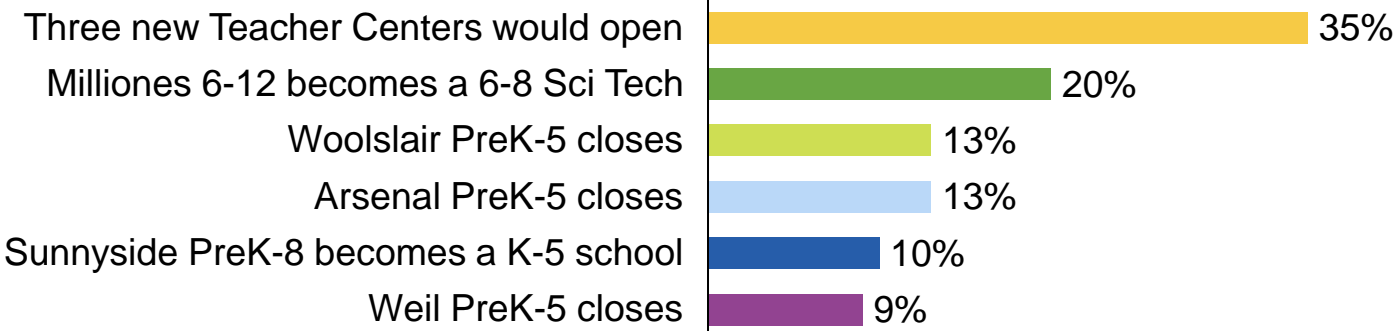 Three new Teacher Centers would open 35%
Milliones 6-12 becomes a 6-8 Sci Tech 20%
Woolslair PreK-5 closes 13%
Arsenal PreK-5 closes 13%
Sunnyside PreK-8 becomes a K-5 school 10%
Weil PreK-5 closes 9%